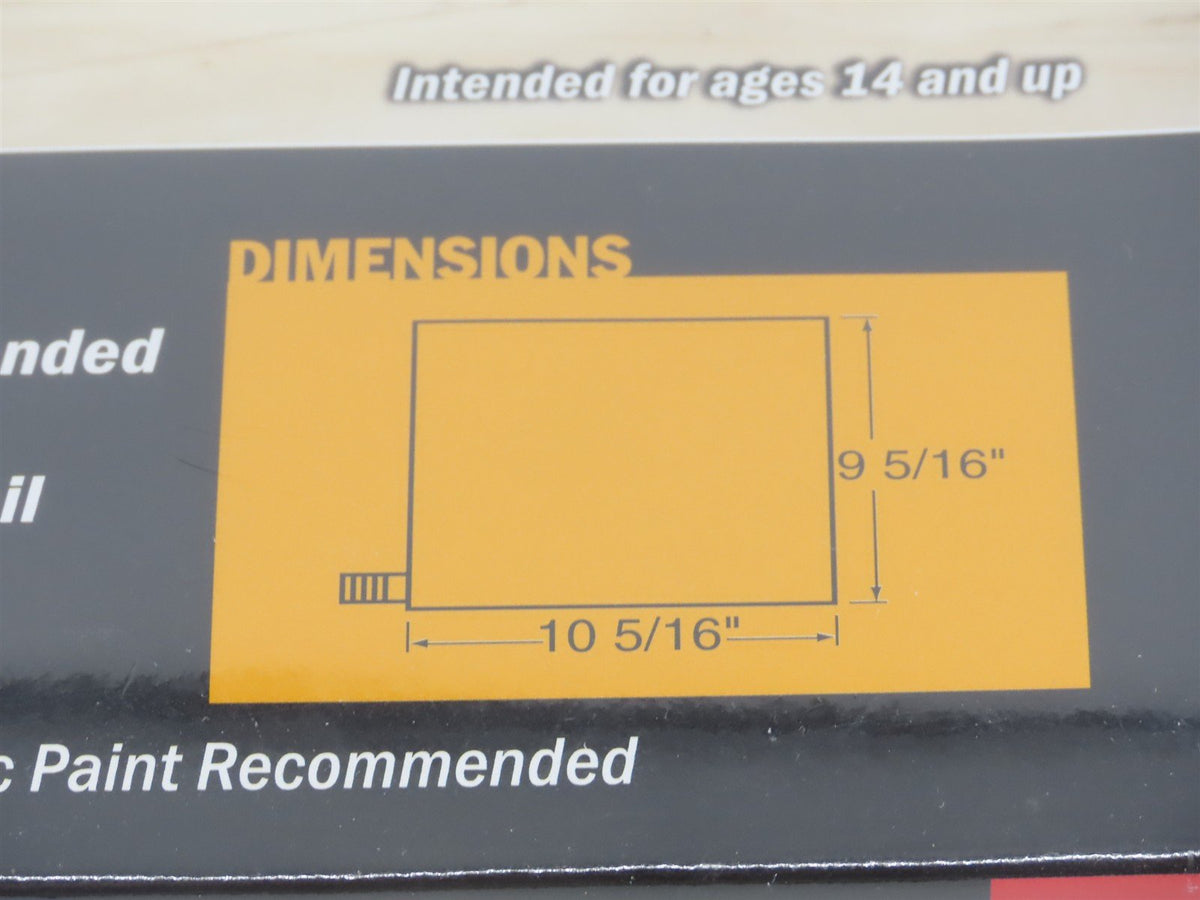 Intended for ages 14 and up
DIMENSIONS
nded
9 5/16"
il
10 5/16"
c Paint Recommended